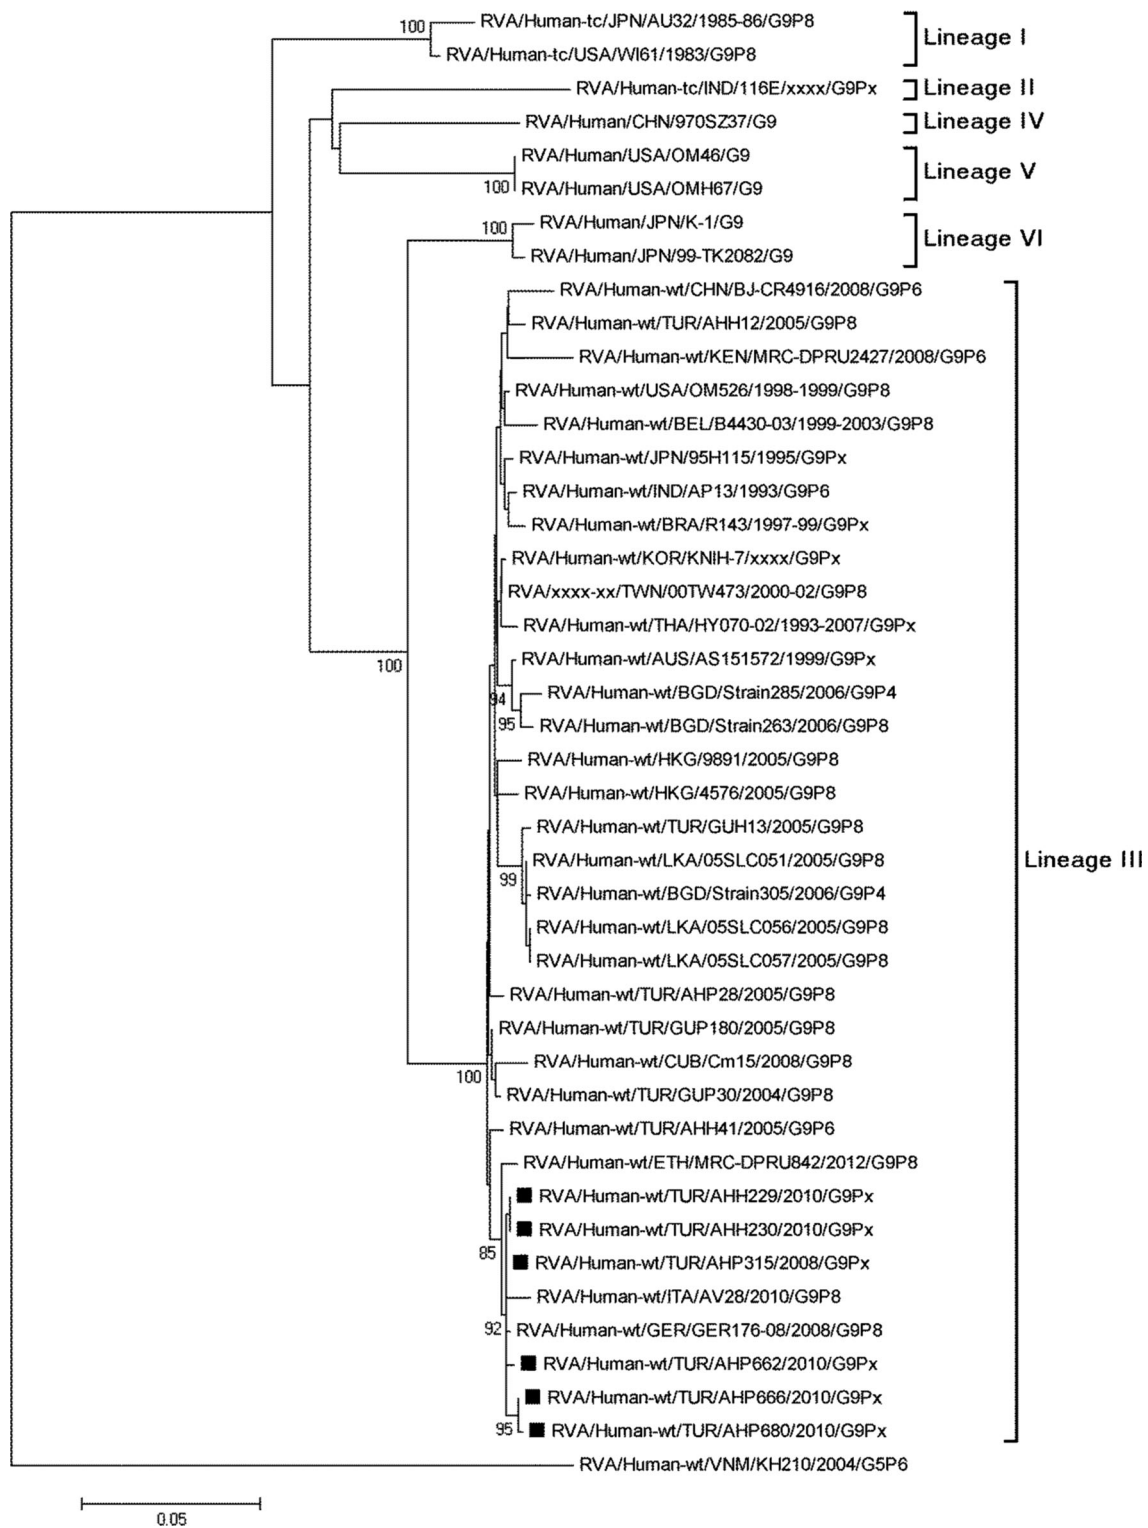 100
RVA/Human-tc/JPN/AU32/1985-86/G9P8
RVA/Human-tc/USA/WI61/1983/G9P8
Lineage I
RVA/Human-tc/IND/116E/xxxx/G9Px
Lineage II
RVA/Human/CHN/970SZ37/G9
Lineage IV
RVA/Human/USA/OM46/G9
100
RVA/Human/USA/OMH67/G9
Lineage V
100
RVA/Human/JPN/K-1/G9
RVA/Human/JPN/99-TK2082/G9
Lineage VI
RVA/Human-wt/CHN/BJ-CR4916/2008/G9P6
RVA/Human-wt/TUR/AHH12/2005/G9P8
RVA/Human-wt/KEN/MRC-DPRU2427/2008/G9P6
RVA/Human-wt/USA/OM526/1998-1999/G9P8
RVA/Human-wt/BEL/B4430-03/1999-2003/G9P8
RVA/Human-wt/JPN/95H115/1995/G9Px
RVA/Human-wt/IND/AP13/1993/G9P6
RVA/Human-wt/BRA/R143/1997-99/G9Px
RVA/Human-wt/KOR/KNIH-7/xxxx/G9Px
RVA/xxxx-xx/TWN/00TW473/2000-02/G9P8
RVA/Human-wt/THA/HY070-02/1993-2007/G9Px
100
RVA/Human-wt/AUS/AS151572/1999/G9Px
94
RVA/Human-wt/BGD/Strain285/2006/G9P4
95
RVA/Human-wt/BGD/Strain263/2006/G9P8
RVA/Human-wt/HKG/9891/2005/G9P8
RVA/Human-wt/HKG/4576/2005/G9P8
RVA/Human-wt/TUR/GUH13/2005/G9P8
RVA/Human-wt/LKA/05SLC051/2005/G9P8
Lineage III
99
RVA/Human-wt/BGD/Strain305/2006/G9P4
RVA/Human-wt/LKA/05SLC056/2005/G9P8
RVA/Human-wt/LKA/05SLC057/2005/G9P8
RVA/Human-wt/TUR/AHP28/2005/G9P8
RVA/Human-wt/TUR/GUP180/2005/G9P8
RVA/Human-wt/CUB/Cm15/2008/G9P8
100
RVA/Human-wt/TUR/GUP30/2004/G9P8
RVA/Human-wt/TUR/AHH41/2005/G9P6
RVA/Human-wt/ETH/MRC-DPRU842/2012/G9P8
RVA/Human-wt/TUR/AHH229/2010/G9Px
RVA/Human-wt/TUR/AHH230/2010/G9Px
85
RVA/Human-wt/TUR/AHP315/2008/G9Px
RVA/Human-wt/ITA/AV28/2010/G9P8
92
RVA/Human-wt/GER/GER176-08/2008/G9P8
RVA/Human-wt/TUR/AHP662/2010/G9Px
RVA/Human-wt/TUR/AHP666/2010/G9Px
95
RVA/Human-wt/TUR/AHP680/2010/G9Px
RVA/Human-wt/VNM/KH210/2004/G5P6
0.05